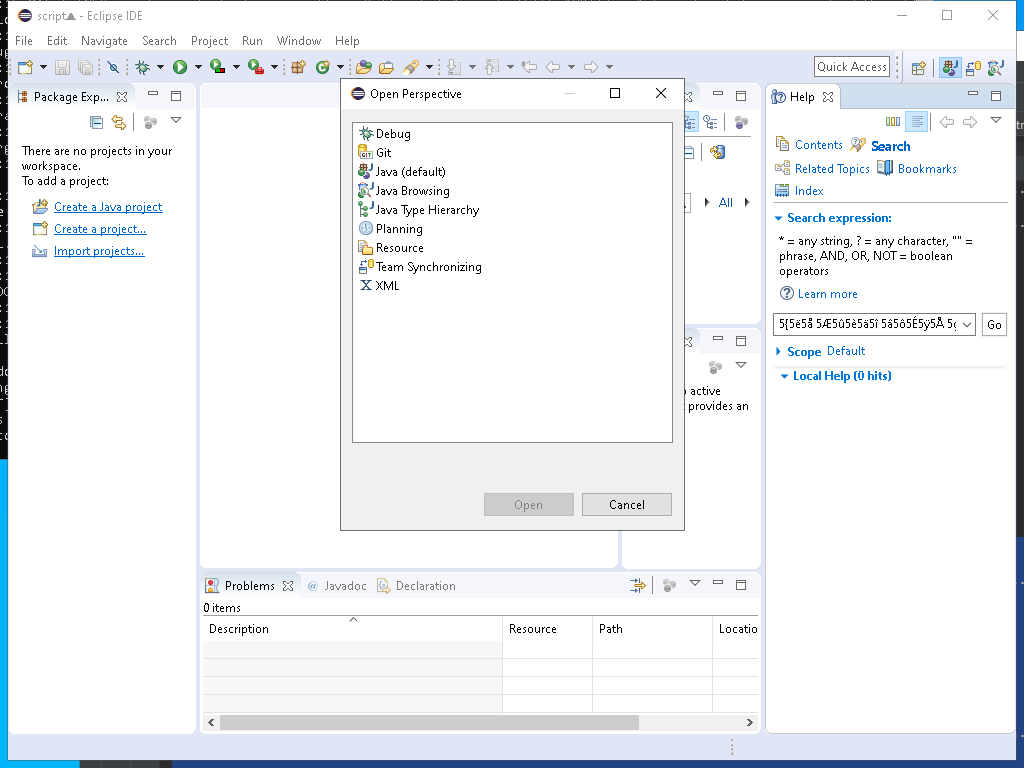 script▲ - Eclipse IDE
File Edit Navigate Search Project Run Window Help
Quick Access
Package Exp...
There are no projects in your
workspace.
To add a project:
Create a Java project
Create a project...
Import projects...
Open Perspective
Debug
Git
Java (default)
Java Browsing
Java Type Hierarchy
Planning
Resource
Team Synchronizing
XML
Open Cancel
All
active
provides an
Help
Contents Search
Related Topics Bookmarks
Index
Search expression:
* = any string, ? = any character, "" =
phrase, AND, OR, NOT = boolean
operators
Learn more
5{5ë5å 5Æ5û5è5ä5î 5â5ô5É5ÿ5Å
Go
Scope Default
Local Help (0 hits)
Problems @ Javadoc Declaration
0 items
Description Resource Path Locatio